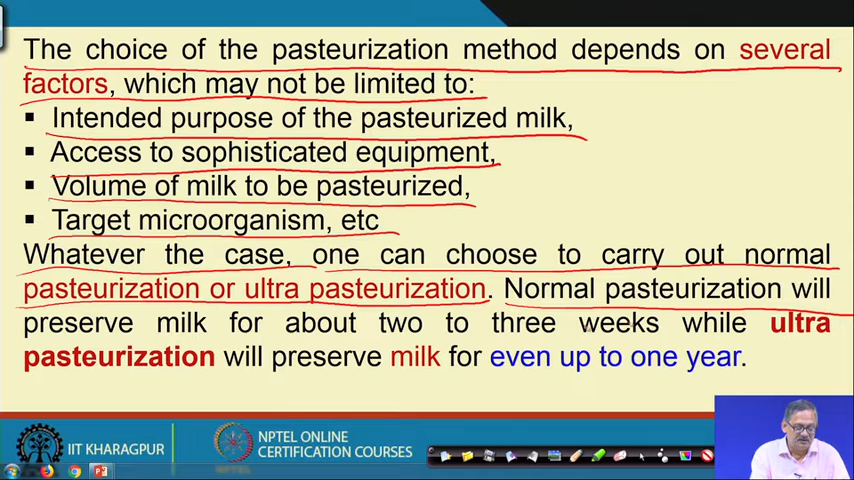 The choice of the pasteurization method depends on several
factors, which may not be limited to:
▪ Intended purpose of the pasteurized milk,
▪ Access to sophisticated equipment,
▪ Volume of milk to be pasteurized,
▪ Target microorganism, etc
Whatever the case, one can choose to carry out normal
pasteurization or ultra pasteurization. Normal pasteurization will
preserve milk for about two to three weeks while ultra
pasteurization will preserve milk for even up to one year.
IIT KHARAGPUR
NPTEL
NPTEL ONLINE
CERTIFICATION COURSES